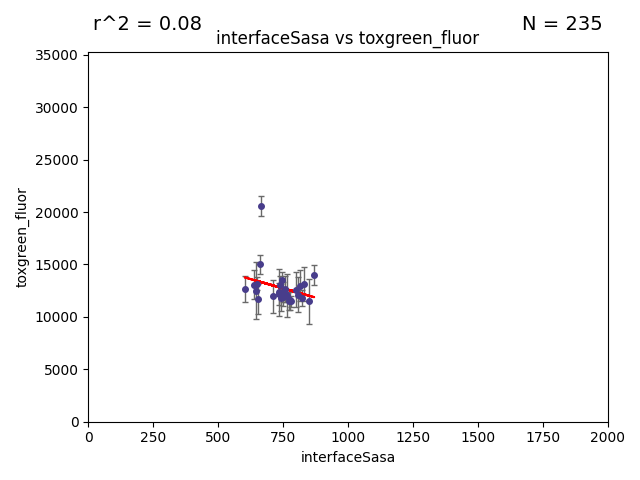 r^2 = 0.08
N = 235
interfaceSasa vs toxgreen_fluor
35000
30000
25000
20000
15000
10000
5000
0
toxgreen_fluor
0 250 500 750 1000 1250 1500 1750 2000
interfaceSasa